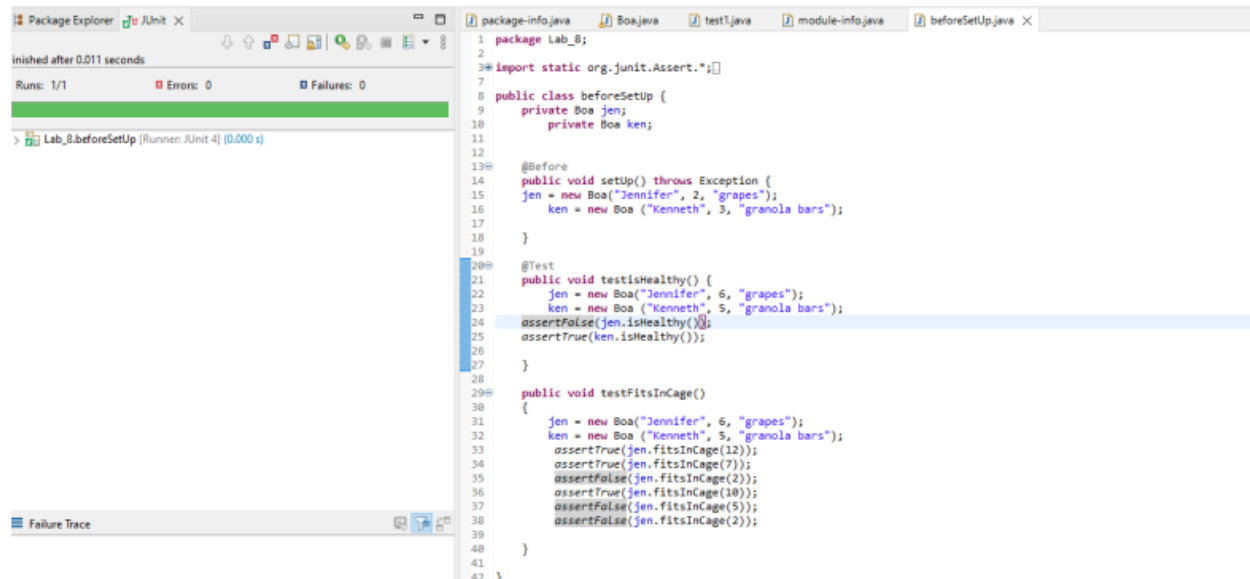 Package Explorer JUnit
inished after 0.011 seconds
Runs: 1/1 Errors: 0 Failures: 0
Lab_8.beforeSetUp [Runner: JUnit 4] (0.000 s)
Failure Trace
package-info.java Boa.java test1.java module-info.java beforeSetUp.java
1 package Lab_8;
2
3 import static org.junit.Assert.*;
7
8 public class beforeSetUp {
9 private Boa jen;
10 private Boa ken;
11
12
13 @Before
14 public void setUp() throws Exception {
15 jen = new Boa("Jennifer", 2, "grapes");
16 ken = new Boa ("Kenneth", 3, "granola bars");
17
18 }
19
20 @Test
21 public void testisHealthy() {
22 jen = new Boa("Jennifer", 6, "grapes");
23 ken = new Boa ("Kenneth", 5, "granola bars");
24 assertFalse(jen.isHealthy());
25 assertTrue(ken.isHealthy());
26
27 }
28
29 public void testFitsInCage()
30 {
31 jen = new Boa("Jennifer", 6, "grapes");
32 ken = new Boa ("Kenneth", 5, "granola bars");
33 assertTrue(jen.fitsInCage(12));
34 assertTrue(jen.fitsInCage(7));
35 assertFalse(jen.fitsInCage(2));
36 assertTrue(jen.fitsInCage(10));
37 assertFalse(jen.fitsInCage(5));
38 assertFalse(jen.fitsInCage(2));
39
40 }
41
42 }